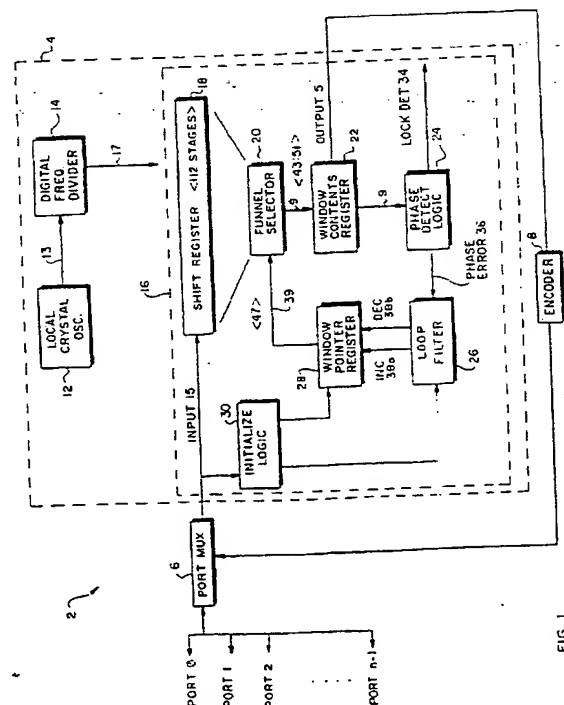 4
14
DIGITAL
FREQ.
DIVIDER
17
13
LOCAL
CRYSTAL
OSC.
12
16
18
SHIFT REGISTER <112 STAGES>
20
FUNNEL
SELECTOR
9
<43:51>
OUTPUT 5
22
WINDOW
CONTENTS
REGISTER
9
LOCK DET 34
24
PHASE
DETECT
LOGIC
PHASE
ERROR 36
<47>
39
28
WINDOW
POINTER
REGISTER
INC
38a
DEC
38b
LOOP
FILTER
26
INPUT 15
30
INITIALIZE
LOGIC
8
ENCODER
2
6
PORT MUX
PORT 0
PORT 1
PORT 2
. . . . .
PORT n-1
FIG. 1